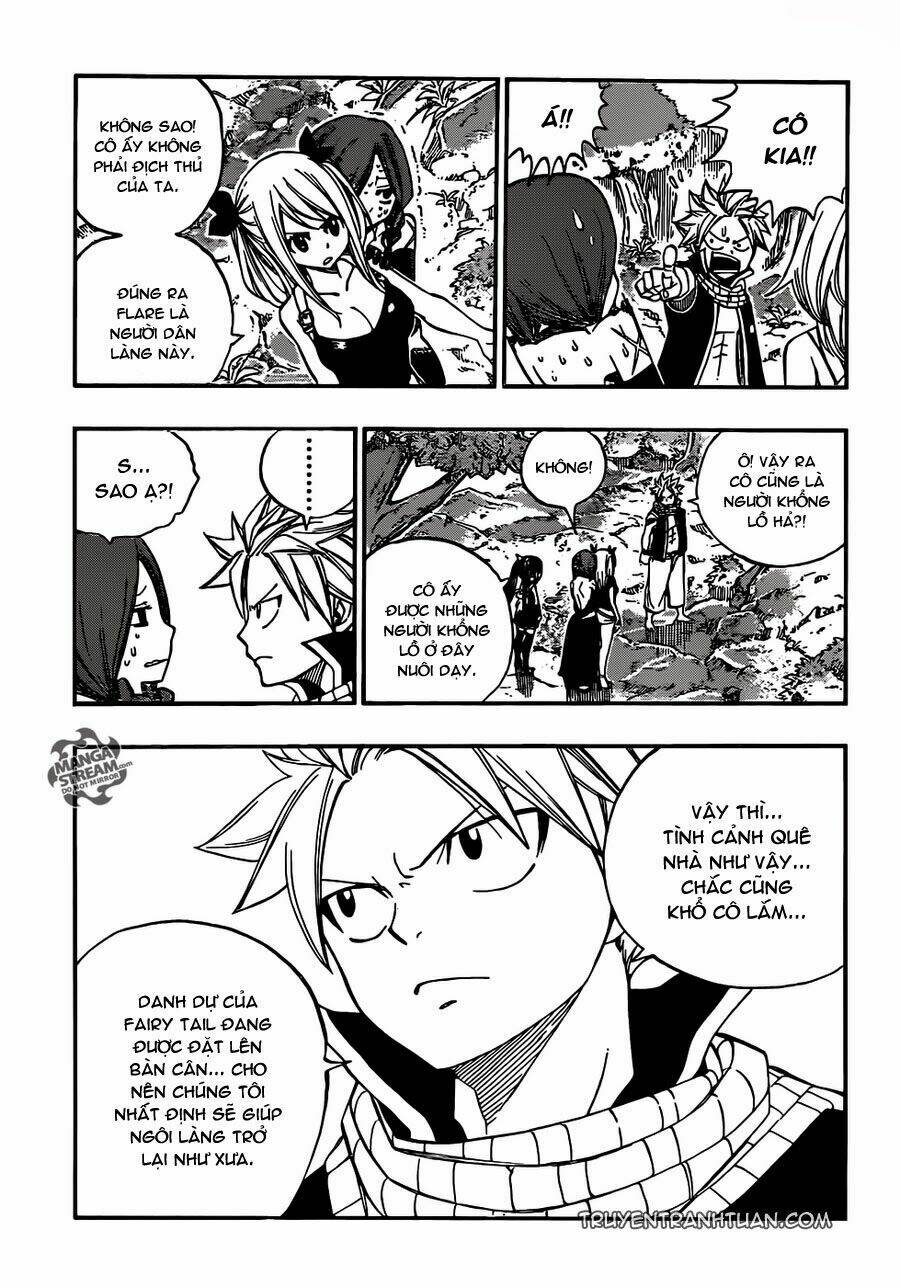 Á!!
CÔ
KIA!!
KHÔNG SAO!
CÔ ẤY KHÔNG
PHẢI ĐỊCH THỦ
CỦA TA.
ĐÚNG RA
FLARE LÀ
NGƯỜI DÂN
LÀNG NÀY.
Ô! VẬY RA
CÔ CŨNG LÀ
NGƯỜI KHỔNG
LỒ HẢ?!
KHÔNG!
CÔ ẤY
ĐƯỢC NHỮNG
NGƯỜI KHỔNG
LỒ Ở ĐÂY
NUÔI DẠY.
......
S...
SAO Ạ?!
VẬY THÌ...
TÌNH CẢNH QUÊ
NHÀ NHƯ VẬY...
CHẮC CŨNG
KHỔ CÔ LẮM...
DANH DỰ CỦA
FAIRY TAIL ĐANG
ĐƯỢC ĐẶT LÊN
BÀN CÂN... CHO
NÊN CHÚNG TÔI
NHẤT ĐỊNH SẼ GIÚP
NGÔI LÀNG TRỞ
LẠI NHƯ XƯA.
MANGA
STREAM.com
DO NOT MIRROR
TRUYENTRANHTUAN.COM